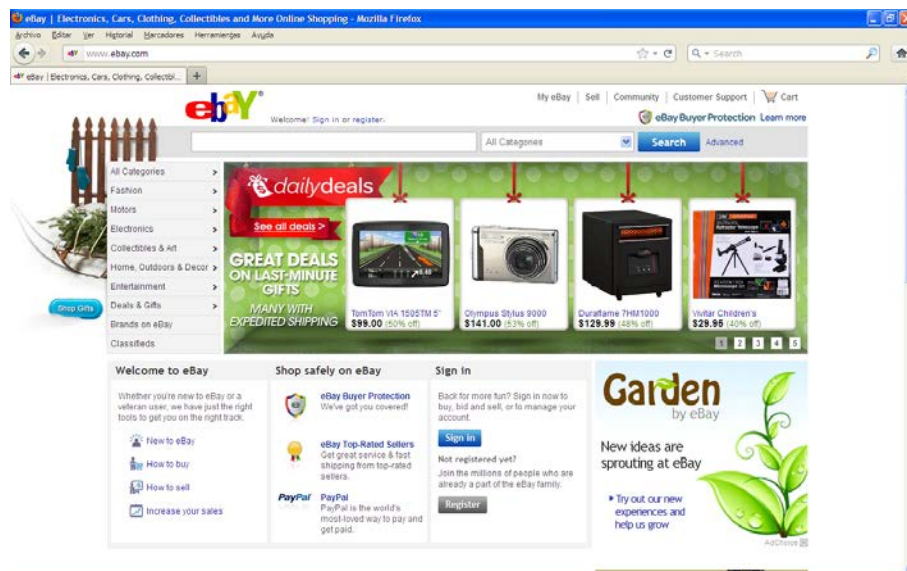 eBay | Electronics, Cars, Clothing, Collectibles and More Online Shopping - Mozilla Firefox
Archivo Editar Ver Historial Marcadores Herramientas Ayuda
www.ebay.com
Search
eBay | Electronics, Cars, Clothing, Collectibl...
ebay
Welcome! Sign in or register.
My eBay Sell Community Customer Support Cart
eBay Buyer Protection Learn more
All Categories
Search
Advanced
All Categories
Fashion
Motors
Electronics
Collectibles & Art
Home, Outdoors & Decor
Entertainment
Deals & Gifts
Brands on eBay
Classifieds
Shop Gifts
dailydeals
See all deals >
GREAT DEALS
ON LAST-MINUTE
GIFTS
MANY WITH
EXPEDITED SHIPPING
TomTom VIA 1505TM 5"
$99.00 (50% off)
Olympus Stylus 9000
$141.00 (53% off)
Duraflame 7HM1000
$129.99 (48% off)
Vivitar Children's
$29.95 (40% off)
1 2 3 4 5
Welcome to eBay
Whether you're new to eBay or a
veteran user, we have just the right
tools to get you on the right track.
New to eBay
How to buy
How to sell
Increase your sales
Shop safely on eBay
eBay Buyer Protection
We've got you covered!
eBay Top-Rated Sellers
Get great service & fast
shipping from top-rated
sellers.
PayPal
PayPal
PayPal is the world's
most-loved way to pay and
get paid.
Sign in
Back for more fun? Sign in now to
buy, bid and sell, or to manage your
account.
Sign in
Not registered yet?
Join the millions of people who are
already a part of the eBay family.
Register
Garden
by eBay
New ideas are
sprouting at eBay
Try out our new
experiences and
help us grow
AdChoice